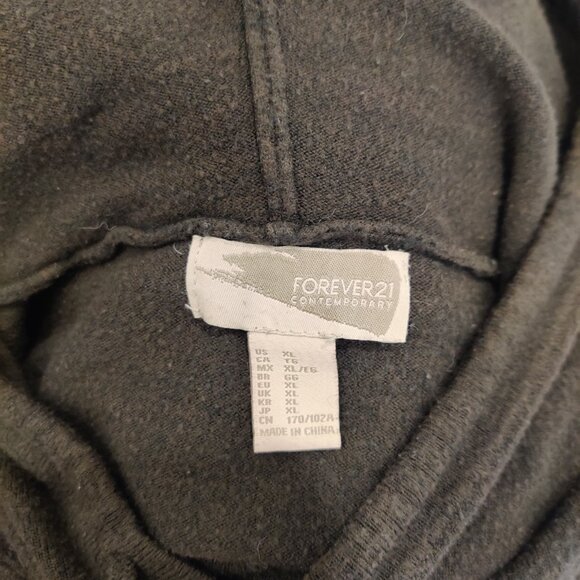 FOREVER21
CONTEMPORARY
US XL
CA TG
MX XL/EG
BR GG
EU XL
UK XL
KR XL
JP XL
CN 170/102A
MADE IN CHINA